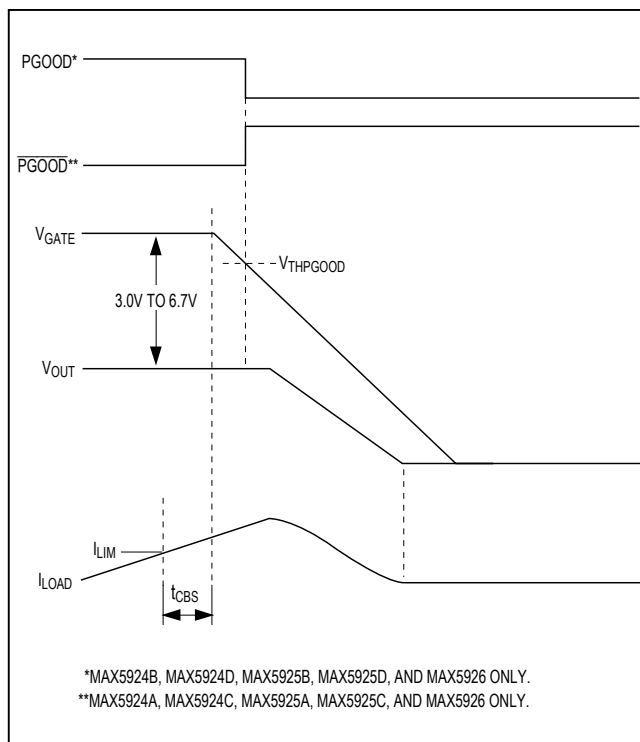 PGOOD*
PGOOD**
VGATE
VTHPGOOD
3.0V TO 6.7V
VOUT
ILIM
ILOAD
tCBS
*MAX5924B, MAX5924D, MAX5925B, MAX5925D, AND MAX5926 ONLY.
**MAX5924A, MAX5924C, MAX5925A, MAX5925C, AND MAX5926 ONLY.